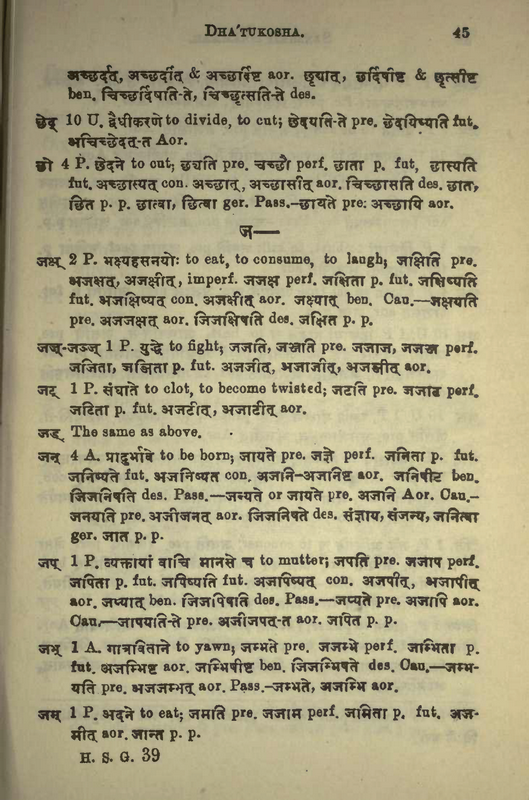 DHA'TUKOSHA. 45
अच्छर्दत्, अच्छर्दीत् & अच्छर्दिष्ट aor. छृद्यात्, छर्दिषीष्ट & छृत्सीष्ट
ben. चिच्छर्दिषति-ते, चिच्छृत्सति-ते des.
छेद् 10 U. द्वैधीकरणे to divide, to cut; छेदयति-ते pre. छेदयिष्यति fut.
अचिच्छेदत्-त Aor.
छो 4 P. छेदने to cut; छ्यति pre. चच्छौ perf. छाता p. fut, छास्यति
fut. अच्छास्यत् con. अच्छात्, अच्छासीत् aor. चिच्छासति des. छात,
छित p. p. छात्वा, छित्वा ger. Pass.–छायते pre: अच्छायि aor.
ज—
जक्ष् 2 P. भक्ष्यहसनयोः to eat, to consume, to laugh; जक्षिति pre.
अजक्षत्, अजक्षीत्, imperf. जजक्ष perf. जक्षिता p. fut. जक्षिष्यति
fut. अजक्षिष्यत् con. अजक्षीत् aor. जक्ष्यात् ben. Cau.—जक्षयति
pre. अजजक्षत् aor. जिजक्षिषति des. जक्षित p. p.
जज्-जञ्ज् 1 P. युद्धे to fight; जजति, जञ्जति pre. जजाज, जजञ्ज perf.
जजिता, जञ्जिता p. fut. अजजीत्, अजाजीत्, अजञ्जीत् aor.
जट् 1 P. संघाते to clot, to become twisted; जटति pre. जजाट perf.
जटिता p. fut. अजटीत्, अजाटीत् aor.
जड् The same as above.
जन् 4 A. प्रादुर्भावे to be born; जायते pre. जज्ञे perf. जनिता p. fut.
जनिष्यते fut. अजनिष्यत con. अजनि-अजनिष्ट aor. जनिषीष्ट ben.
जिजनिषति des. Pass.—जन्यते or जायते pre. अजानि Aor. Cau.–
जनयति pre. अजीजनत् aor. जिजनिषते des. संज्ञाय, संजन्य, जनित्वा
ger. जात p. p.
जप् 1 P. व्यक्तायां वाचि मानसे च to mutter; जपति pre. जजाप perf.
जपिता p. fut. जपिष्यति fut. अजपिष्यत् con. अजपीत्, अजापीत्
aor. जप्यात् ben. जिजपिषति des. Pass.—जप्यते pre. अजापि aor.
Cau.—जापयति-ते pre. अजीजपत्-त aor. जपित p. p.
जभ् 1 A. गात्रविताने to yawn; जम्भते pre. जजम्भे perf. जम्भिता p.
fut. अजम्भिष्ट aor. जम्भिषीष्ट ben. जिजम्भिषते des. Cau.—जम्भ-
यति pre. अजजम्भत् aor. Pass.–जम्भते, अजम्भि aor.
जम् 1 P. अदने to eat; जमति pre. जजाम perf. जमिता p. fut. अज-
मीत् aor. जान्त p. p.
H. S. G. 39